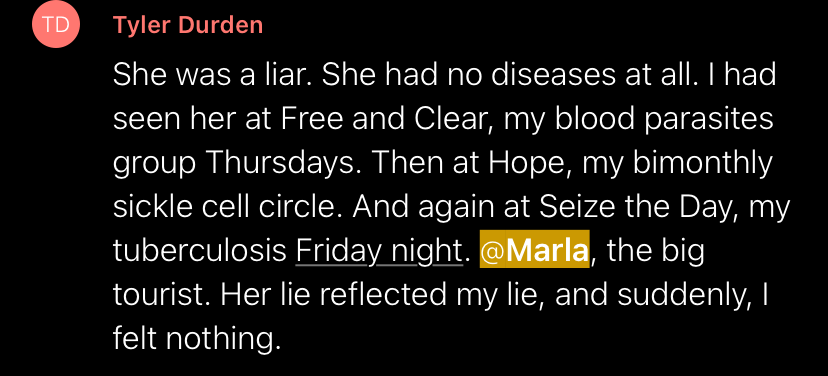 TD
Tyler Durden
She was a liar. She had no diseases at all. I had
seen her at Free and Clear, my blood parasites
group Thursdays. Then at Hope, my bimonthly
sickle cell circle. And again at Seize the Day, my
tuberculosis Friday night. @Marla, the big
tourist. Her lie reflected my lie, and suddenly, I
felt nothing.